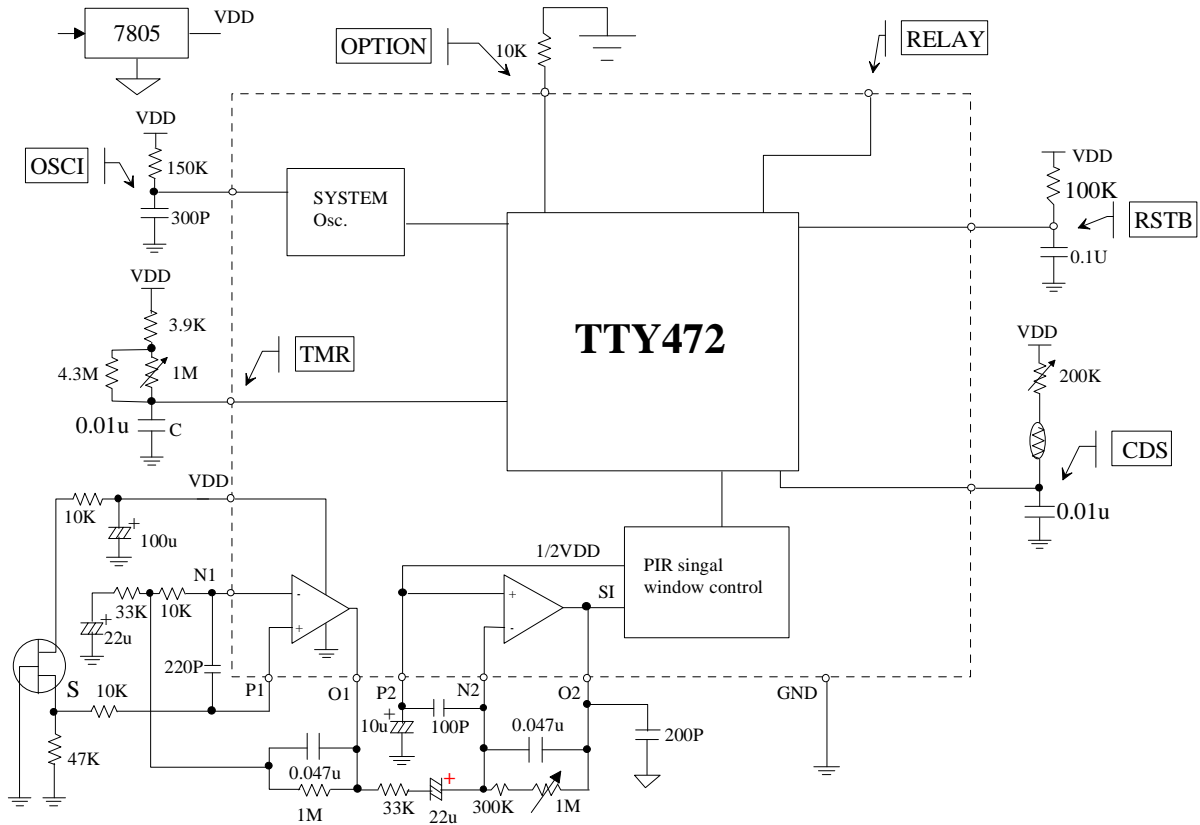 7805
VDD
OPTION
10K
RELAY
VDD
OSCI
150K
300P
SYSTEM
Osc.
VDD
100K
RSTB
0.1U
VDD
3.9K
4.3M
1M
0.01u
C
TMR
TTY472
VDD
200K
CDS
0.01u
VDD
10K
+
100u
N1
33K
10K
+
22u
-
+
220P
S
10K
47K
P1
O1
1/2VDD
+
-
SI
PIR singal
window control
P2
N2
O2
GND
+
10u
100P
0.047u
200P
0.047u
1M
33K
+
22u
300K
1M